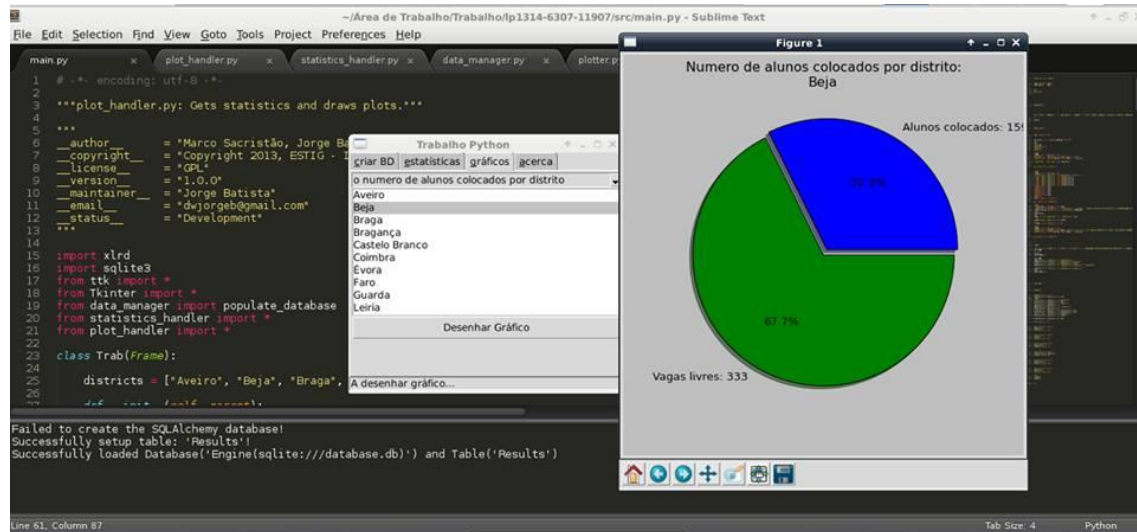 ~/Área de Trabalho/Trabalho/lp1314-6307-11907/src/main.py - Sublime Text
File Edit Selection Find View Goto Tools Project Preferences Help
main.py × plot_handler.py × statistics_handler.py × data_manager.py × plotter.p
1 # -*- encoding: utf-8 -*-
2
3 """plot_handler.py: Gets statistics and draws plots."""
4
5 """
6 __author__ = "Marco Sacristão, Jorge Ba
7 __copyright__ = "Copyright 2013, ESTIG - I
8 __license__ = "GPL"
9 __version__ = "1.0.0"
10 __maintainer__ = "Jorge Batista"
11 __email__ = "dwjorgeb@gmail.com"
12 __status__ = "Development"
13 """
14
15 import xlrd
16 import sqlite3
17 from ttk import *
18 from Tkinter import *
19 from data_manager import populate_database
20 from statistics_handler import *
21 from plot_handler import *
22
23 class Trab(Frame):
24
25 districts = ["Aveiro", "Beja", "Braga",
26
Trabalho Python
criar BD estatísticas gráficos acerca
o numero de alunos colocados por distrito
Aveiro
Beja
Braga
Bragança
Castelo Branco
Coimbra
Evora
Faro
Guarda
Leiria
Desenhar Gráfico
A desenhar gráfico...
Figure 1
Numero de alunos colocados por distrito:
Beja
Alunos colocados: 159
32.3%
67.7%
Vagas livres: 333
Failed to create the SQLAlchemy database!
Successfully setup table: 'Results'!
Successfully loaded Database('Engine(sqlite:///database.db)') and Table('Results')
Line 61, Column 87
Tab Size: 4 Python